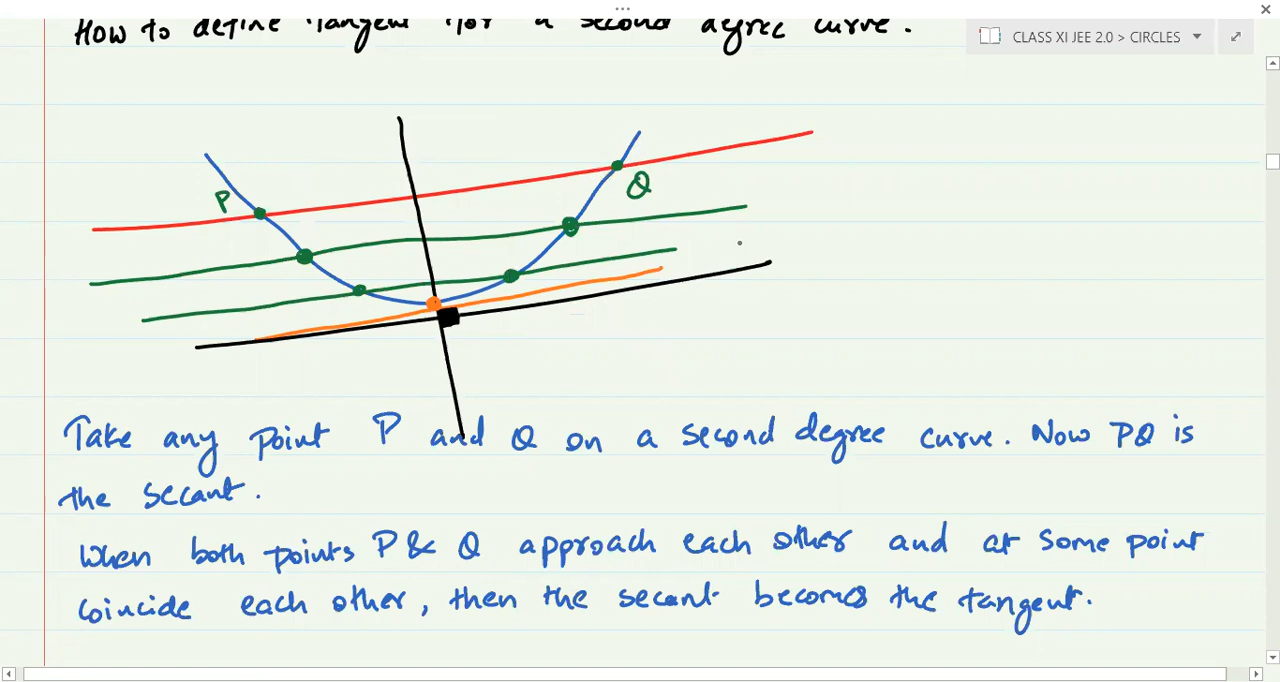 How to define tangent for a second degree curve.
CLASS XI JEE 2.0 > CIRCLES
P
Q
Take any point P and Q on a second degree curve. Now PQ is
the secant.
When both points P & Q approach each other and at some point
coincide each other, then the secant becomes the tangent.